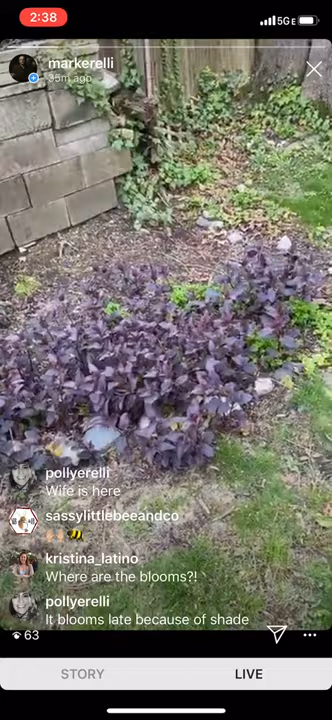 2:38
5GE
markerelli
35m ago
pollyerelli
Wife is here
sassylittlebeeandco
🙌🏻🐝
kristina_latino
Where are the blooms?!
pollyerelli
It blooms late because of shade
63
STORY
LIVE